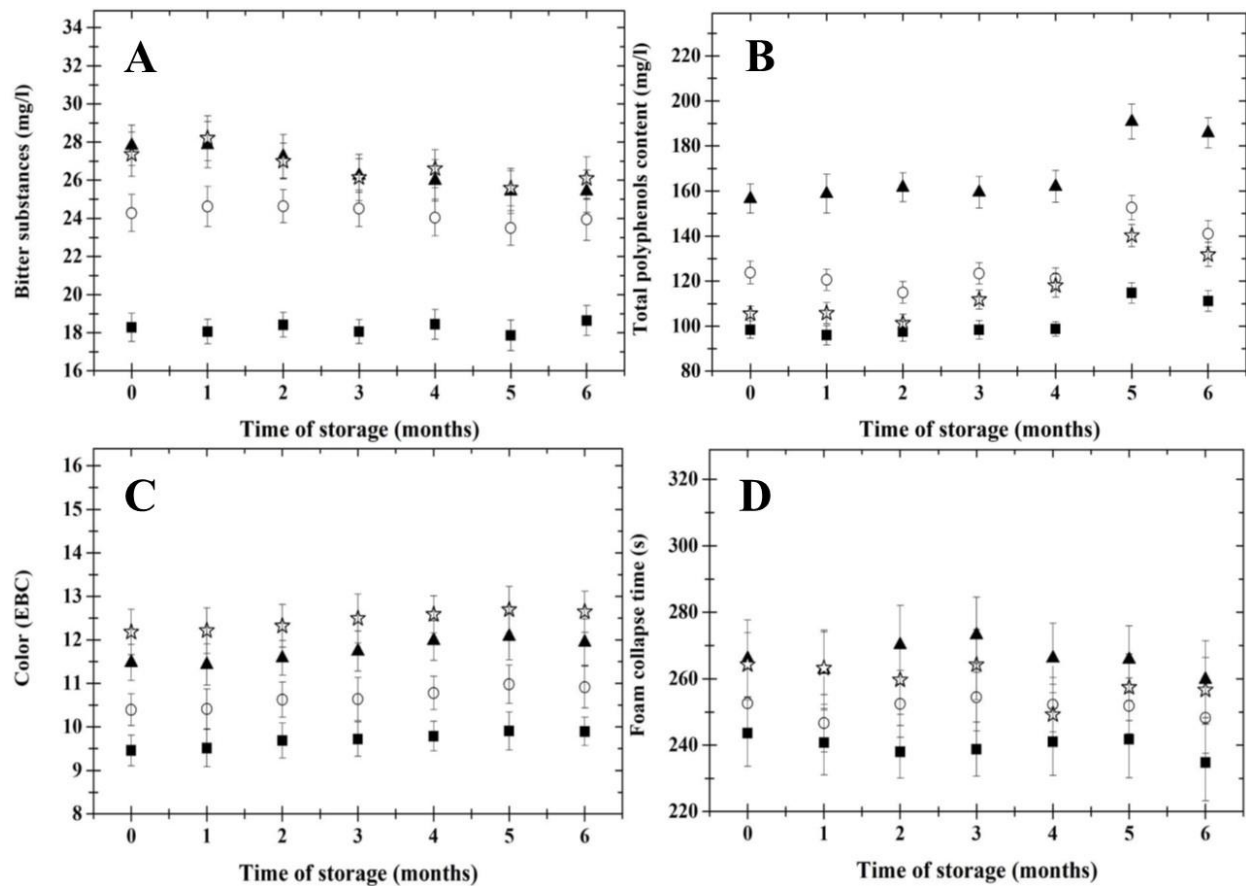 A
Bitter substances (mg/l)
34
32
30
28
26
24
22
20
18
16
0 1 2 3 4 5 6
Time of storage (months)
B
Total polyphenols content (mg/l)
220
200
180
160
140
120
100
80
0 1 2 3 4 5 6
Time of storage (months)
C
Color (EBC)
16
15
14
13
12
11
10
9
8
0 1 2 3 4 5 6
Time of storage (months)
D
Foam collapse time (s)
320
300
280
260
240
220
0 1 2 3 4 5 6
Time of storage (months)